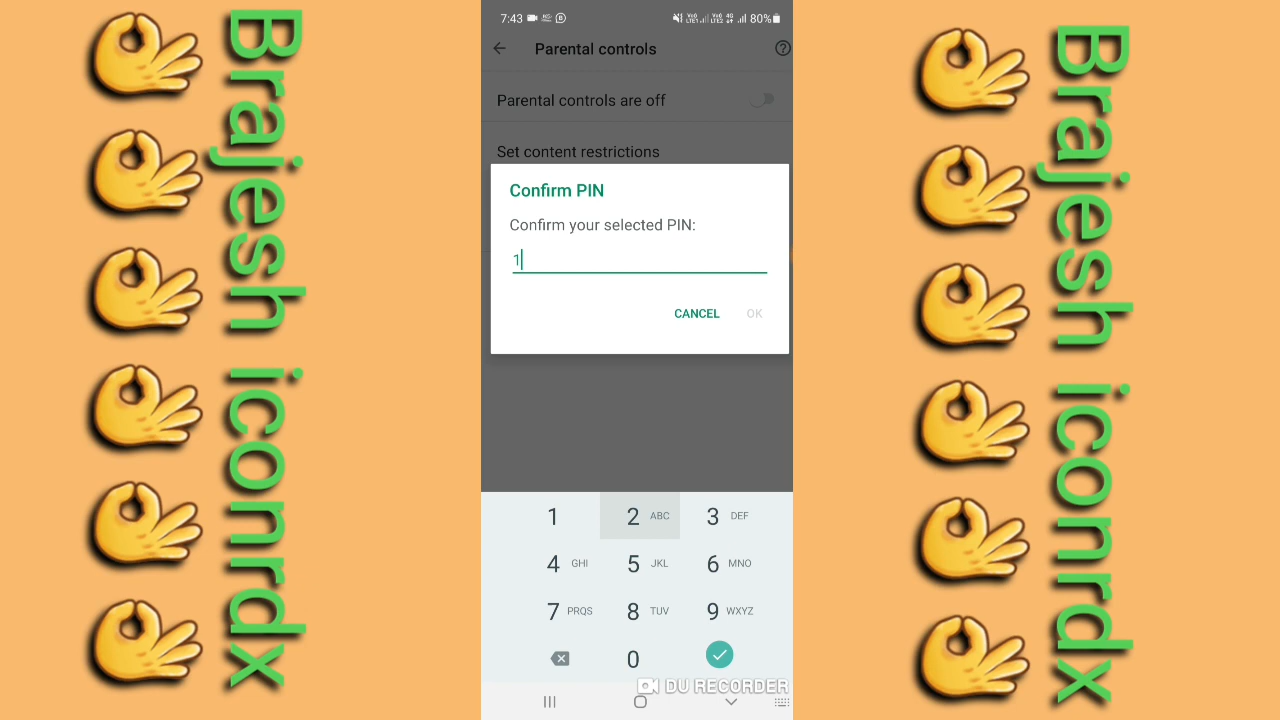 Brajesh iconrdx
7:43
80%
Parental controls
Parental controls are off
Set content restrictions
Confirm PIN
Confirm your selected PIN:
1
CANCEL OK
1 2 ABC 3 DEF
4 GHI 5 JKL 6 MNO
7 PRQS 8 TUV 9 WXYZ
0
DU RECORDER
Brajesh iconrdx